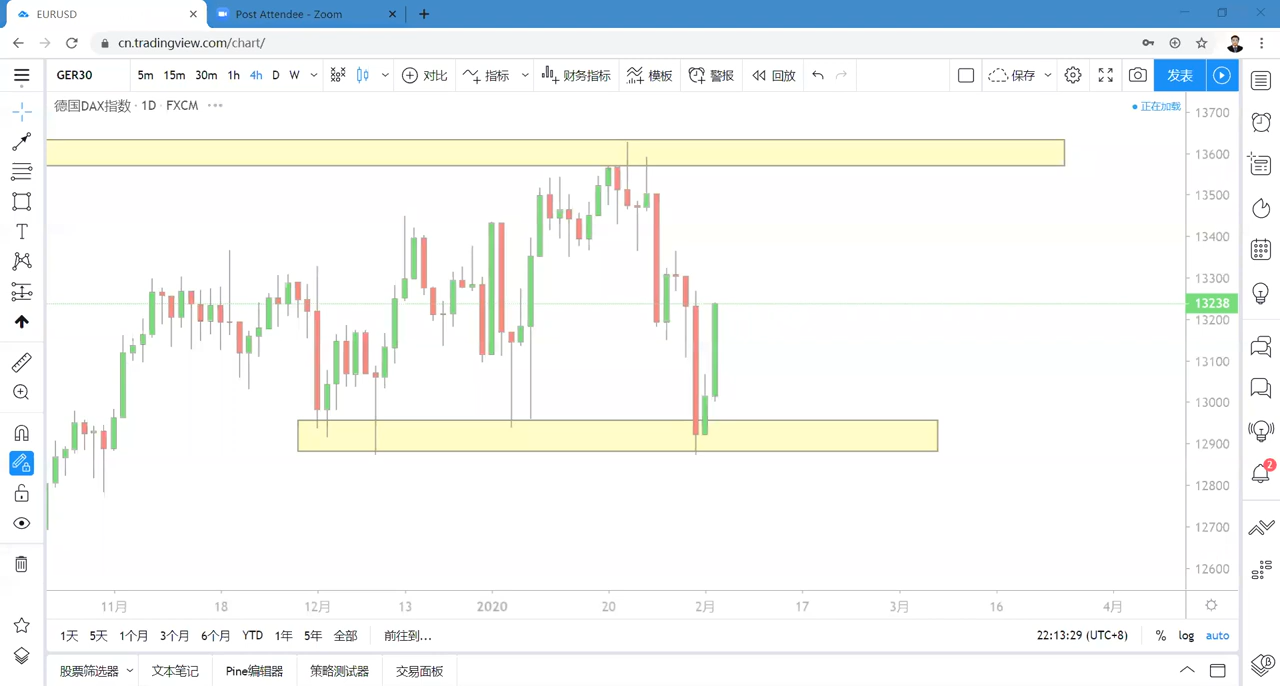 EURUSD
Post Attendee - Zoom
cn.tradingview.com/chart/
GER30 5m 15m 30m 1h 4h D W 对比 指标 财务指标 模板 警报 回放 保存 发表
德国DAX指数 · 1D · FXCM
正在加载
13700
13600
13500
13400
13300
13238
13200
13100
13000
12900
12800
12700
12600
2
11月 18 12月 13 2020 20 2月 17 3月 16 4月
1天 5天 1个月 3个月 6个月 YTD 1年 5年 全部 前往到... 22:13:29 (UTC+8) % log auto
股票筛选器 文本笔记 Pine编辑器 策略测试器 交易面板